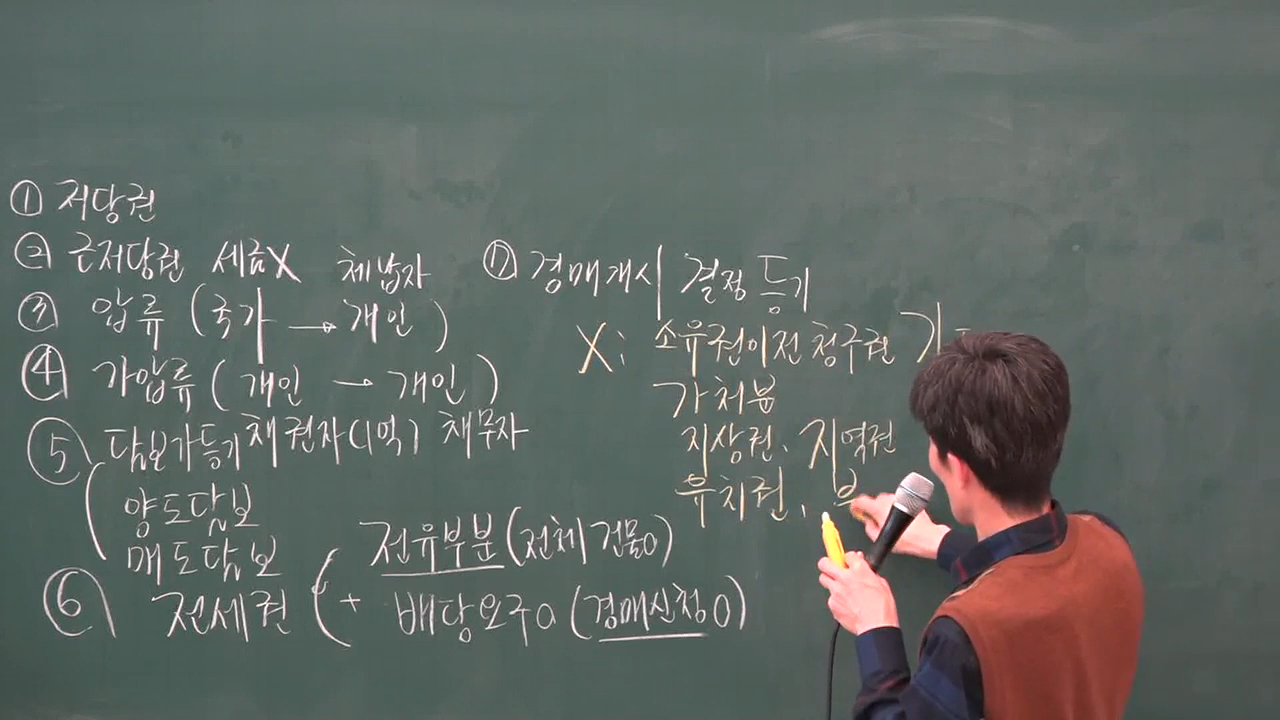 ① 저당권
② 근저당권 세금X 체납자
③ 압류 (국가 → 개인)
④ 가압류 (개인 → 개인)
⑤ 담보가등기 채권자(1억) 채무자
양도담보
매도담보
⑥ 전세권 ( + 전유부분 (전체 건물0)
배당요구0 (경매신청0)
⑦ 경매개시결정 등기
X: 소유권이전 청구권 가
가처분
지상권、지역권
유치권、